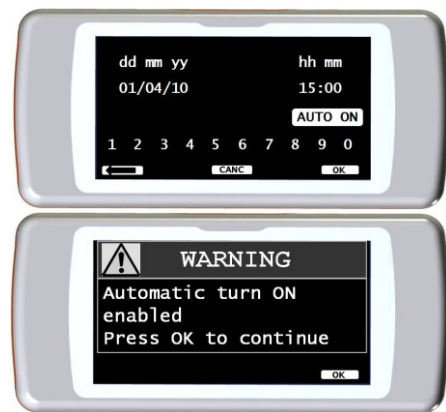 dd mm yy hh mm
01/04/10 15:00
AUTO ON
1 2 3 4 5 6 7 8 9 0
CANC OK
WARNING
Automatic turn ON
enabled
Press OK to continue
OK